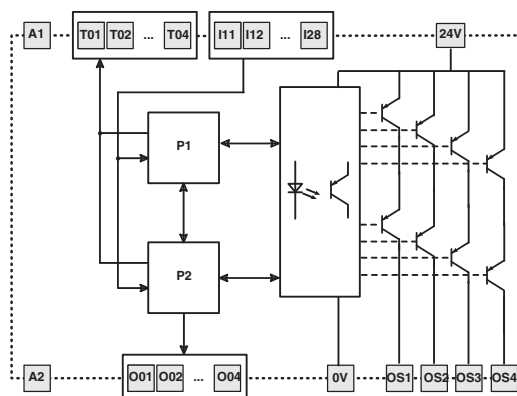 A1 T01 T02 ... T04 I11 I12 ... I28 24V
P1
P2
A2 O01 O02 ... O04 0V OS1 OS2 OS3 OS4